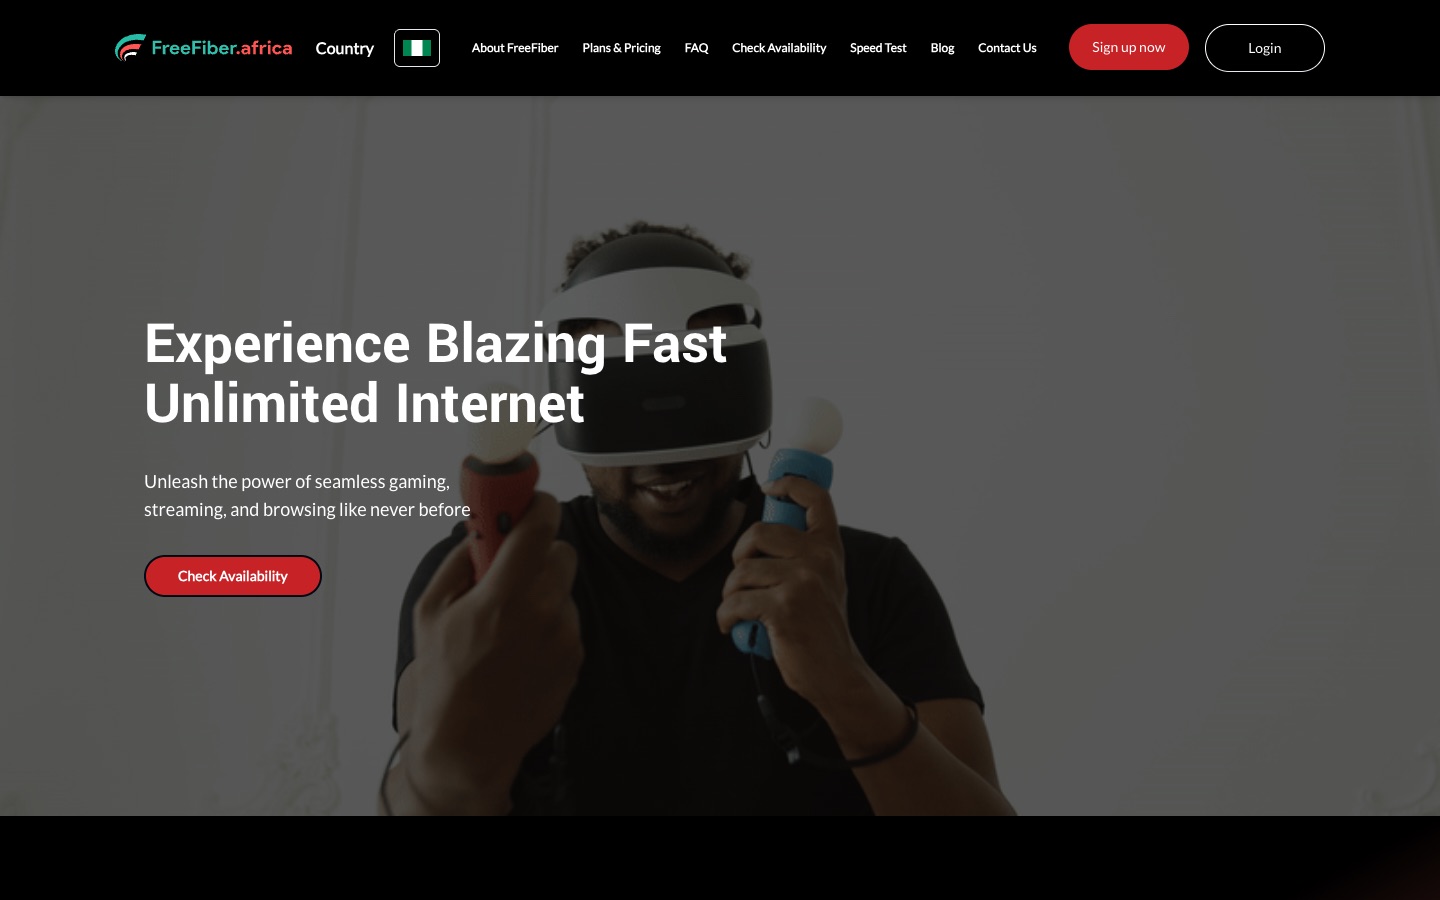 FreeFiber.africa
Country
About FreeFiber
Plans & Pricing
FAQ
Check Availability
Speed Test
Blog
Contact Us
Sign up now
Login
Experience Blazing Fast
Unlimited Internet
Unleash the power of seamless gaming,
streaming, and browsing like never before
Check Availability